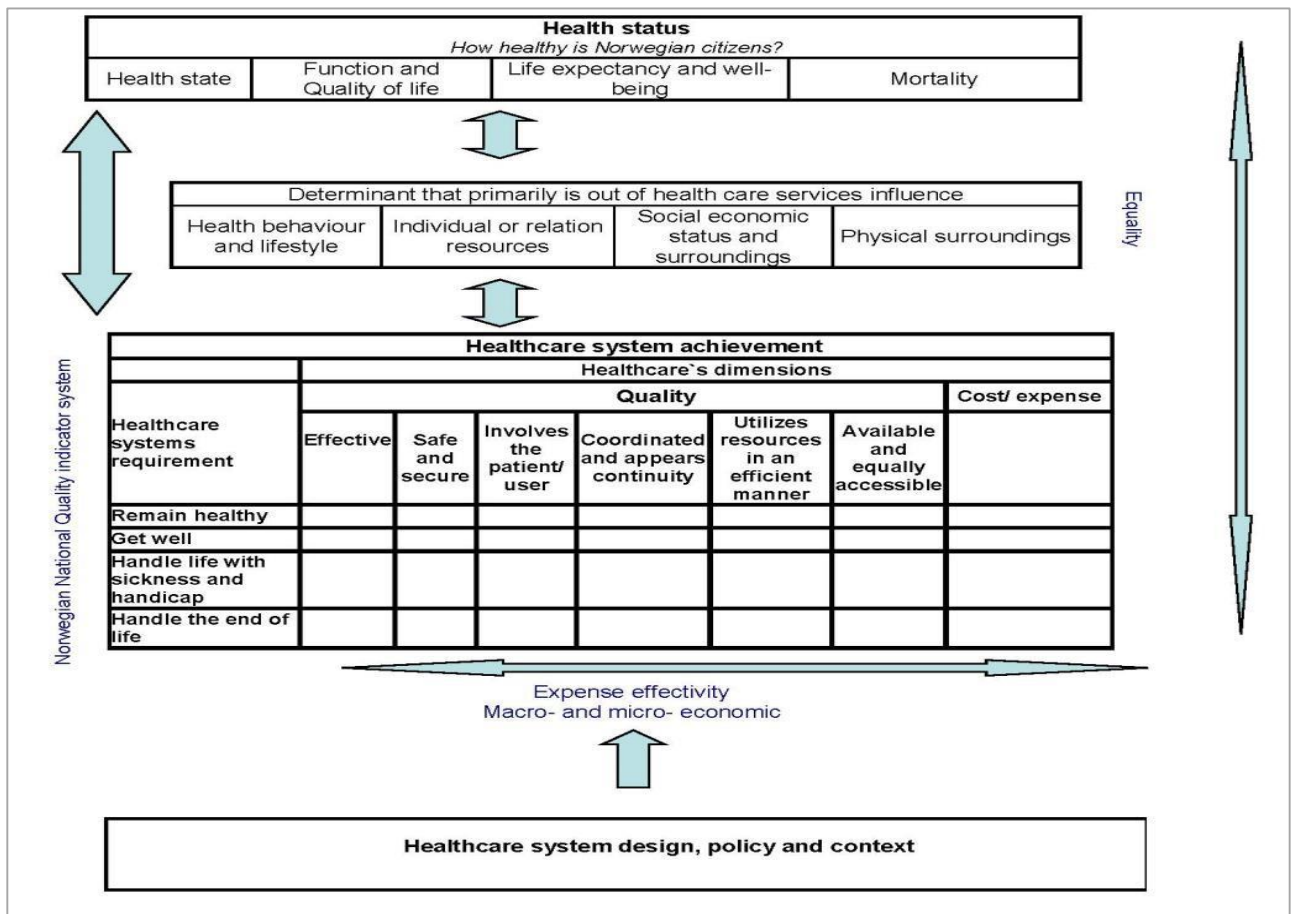 Health status
How healthy is Norwegian citizens?
Health state
Function and
Quality of life
Life expectancy and well-
being
Mortality
Determinant that primarily is out of health care services influence
Health behaviour
and lifestyle
Individual or relation
resources
Social economic
status and
surroundings
Physical surroundings
Equality
Norwegian National Quality indicator system
Healthcare system achievement
Healthcare`s dimensions
Healthcare
systems
requirement
Quality
Cost/ expense
Effective
Safe
and
secure
Involves
the
patient/
user
Coordinated
and appears
continuity
Utilizes
resources
in an
efficient
manner
Available
and
equally
accessible
Remain healthy
Get well
Handle life with
sickness and
handicap
Handle the end of
life
Expense effectivity
Macro- and micro- economic
Healthcare system design, policy and context